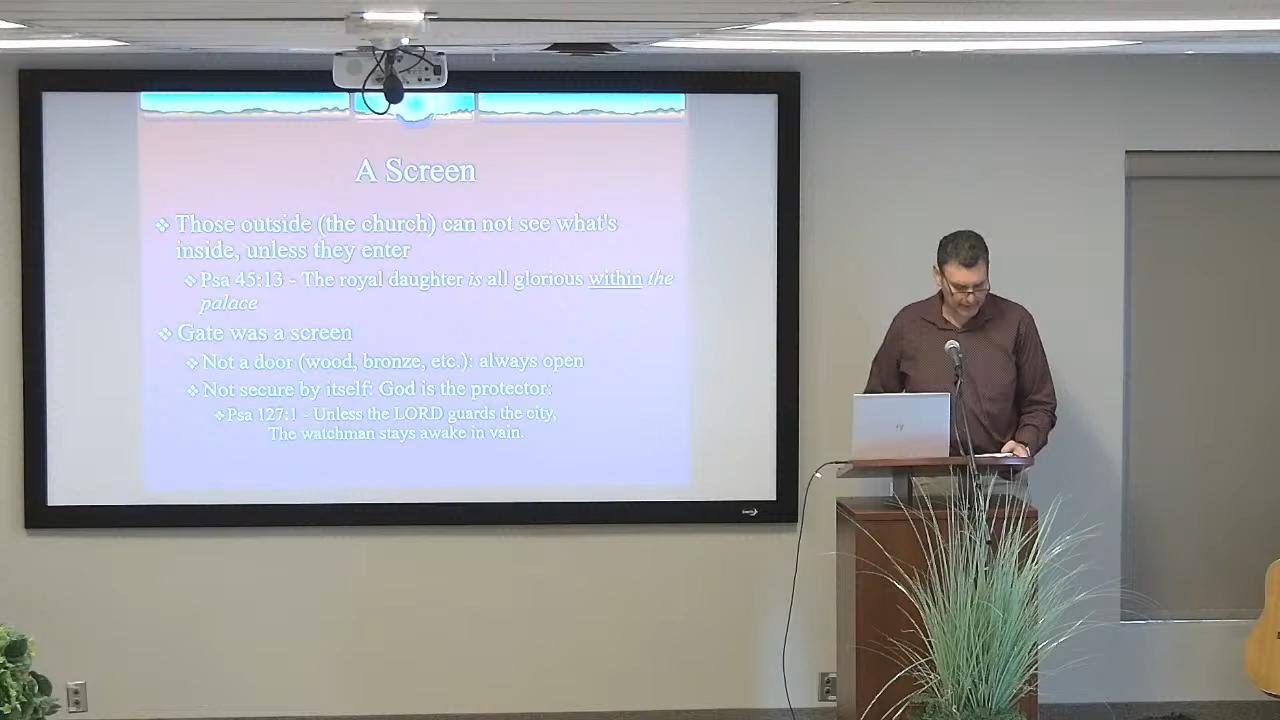 A Screen
Those outside (the church) can not see what's
inside, unless they enter
Psa 45:13 - The royal daughter is all glorious within the
palace
Gate was a screen
Not a door (wood, bronze, etc.): always open
Not secure by itself: God is the protector:
Psa 127:1 - Unless the LORD guards the city,
The watchman stays awake in vain.
hp